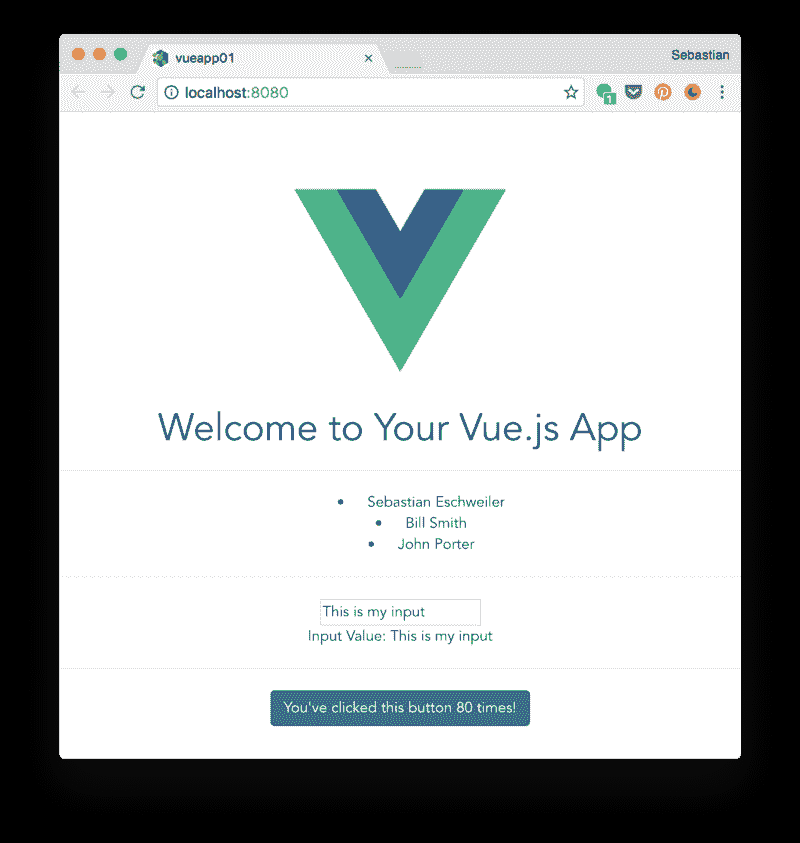 vueapp01
Sebastian
localhost:8080
1
Welcome to Your Vue.js App
Sebastian Eschweiler
Bill Smith
John Porter
This is my input
Input Value: This is my input
You've clicked this button 80 times!